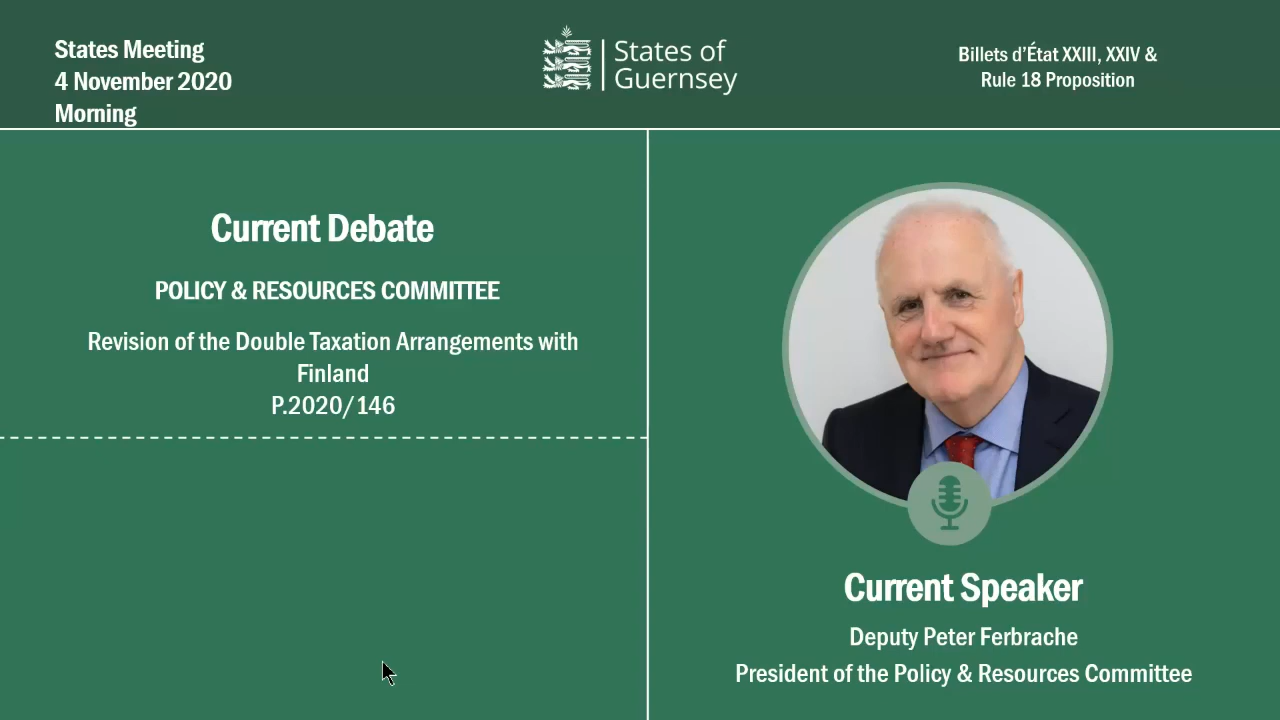 States Meeting
4 November 2020
Morning
States of
Guernsey
Billets d'État XXIII, XXIV &
Rule 18 Proposition
Current Debate
POLICY & RESOURCES COMMITTEE
Revision of the Double Taxation Arrangements with
Finland
P.2020/146
Current Speaker
Deputy Peter Ferbrache
President of the Policy & Resources Committee